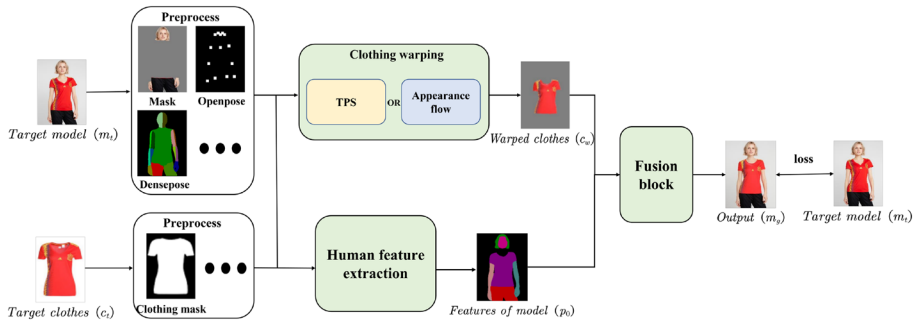 Preprocess
Mask
Openpose
Densepose
Target model (m_t)
Clothing warping
TPS
OR
Appearance
flow
Warped clothes (c_w)
Preprocess
Clothing mask
Target clothes (c_t)
Human feature
extraction
Features of model (p_0)
Fusion
block
Output (m_g)
loss
Target model (m_t)